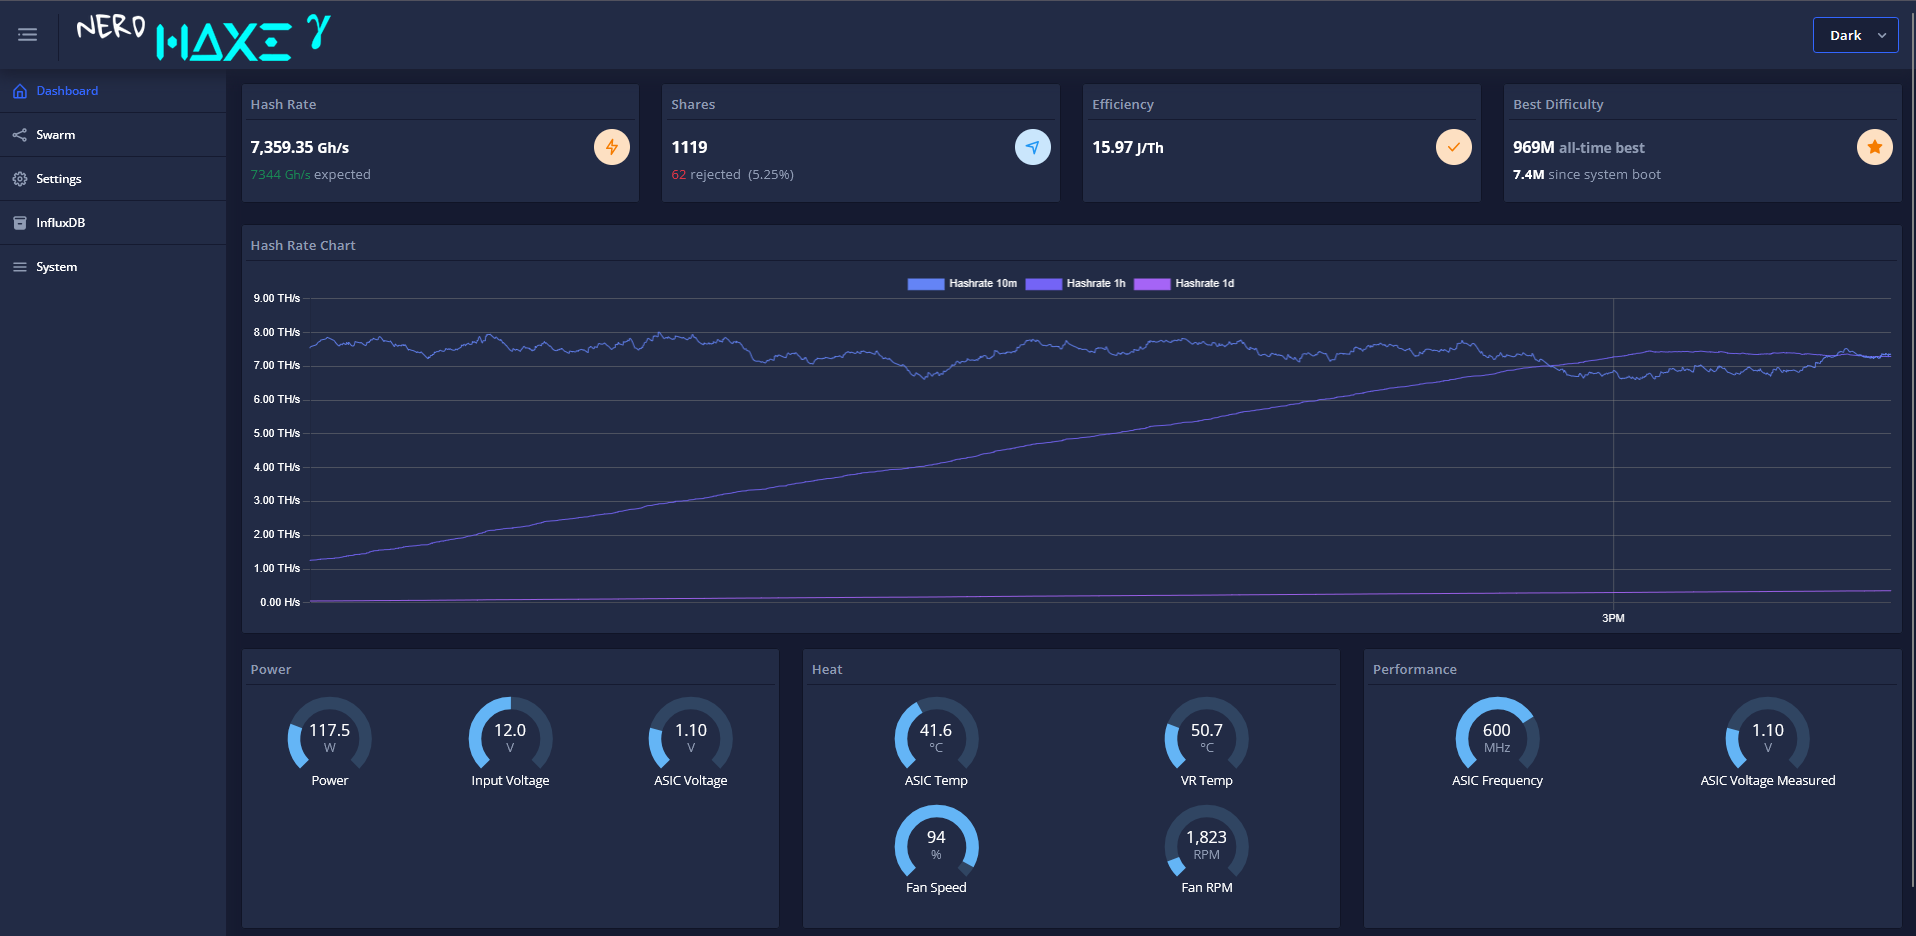 NERD HAXE γ
Dark
Dashboard
Swarm
Settings
InfluxDB
System
Hash Rate
7,359.35 Gh/s
7344 Gh/s expected
Shares
1119
62 rejected (5.25%)
Efficiency
15.97 J/Th
Best Difficulty
969M all-time best
7.4M since system boot
Hash Rate Chart
Hashrate 10m Hashrate 1h Hashrate 1d
9.00 TH/s
8.00 TH/s
7.00 TH/s
6.00 TH/s
5.00 TH/s
4.00 TH/s
3.00 TH/s
2.00 TH/s
1.00 TH/s
0.00 H/s
3PM
Power
117.5
W
Power
12.0
V
Input Voltage
1.10
V
ASIC Voltage
Heat
41.6
°C
ASIC Temp
50.7
°C
VR Temp
94
%
Fan Speed
1,823
RPM
Fan RPM
Performance
600
MHz
ASIC Frequency
1.10
V
ASIC Voltage Measured